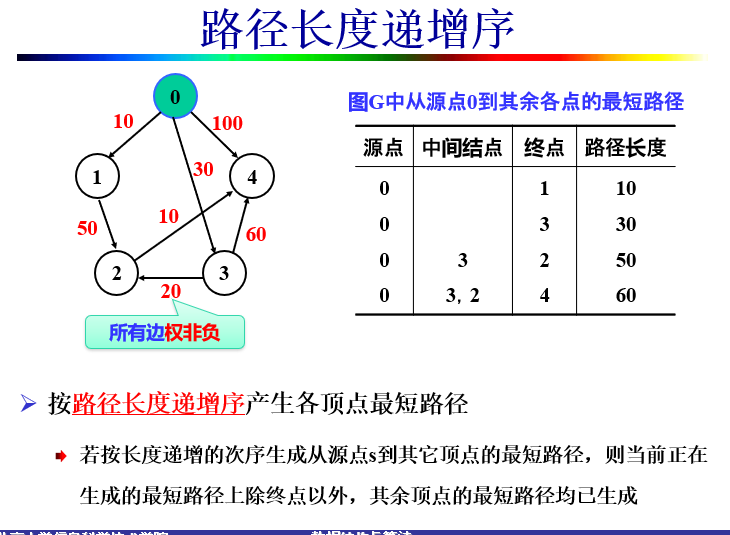 路径长度递增序
0
10
100
图G中从源点0到其余各点的最短路径
源点 中间结点 终点 路径长度
0 1 10
0 3 30
0 3 2 50
0 3, 2 4 60
30
1
4
10
50
60
2
3
20
所有边权非负
按路径长度递增序产生各顶点最短路径
若按长度递增的次序生成从源点s到其它顶点的最短路径，则当前正在
生成的最短路径上除终点以外，其余顶点的最短路径均已生成